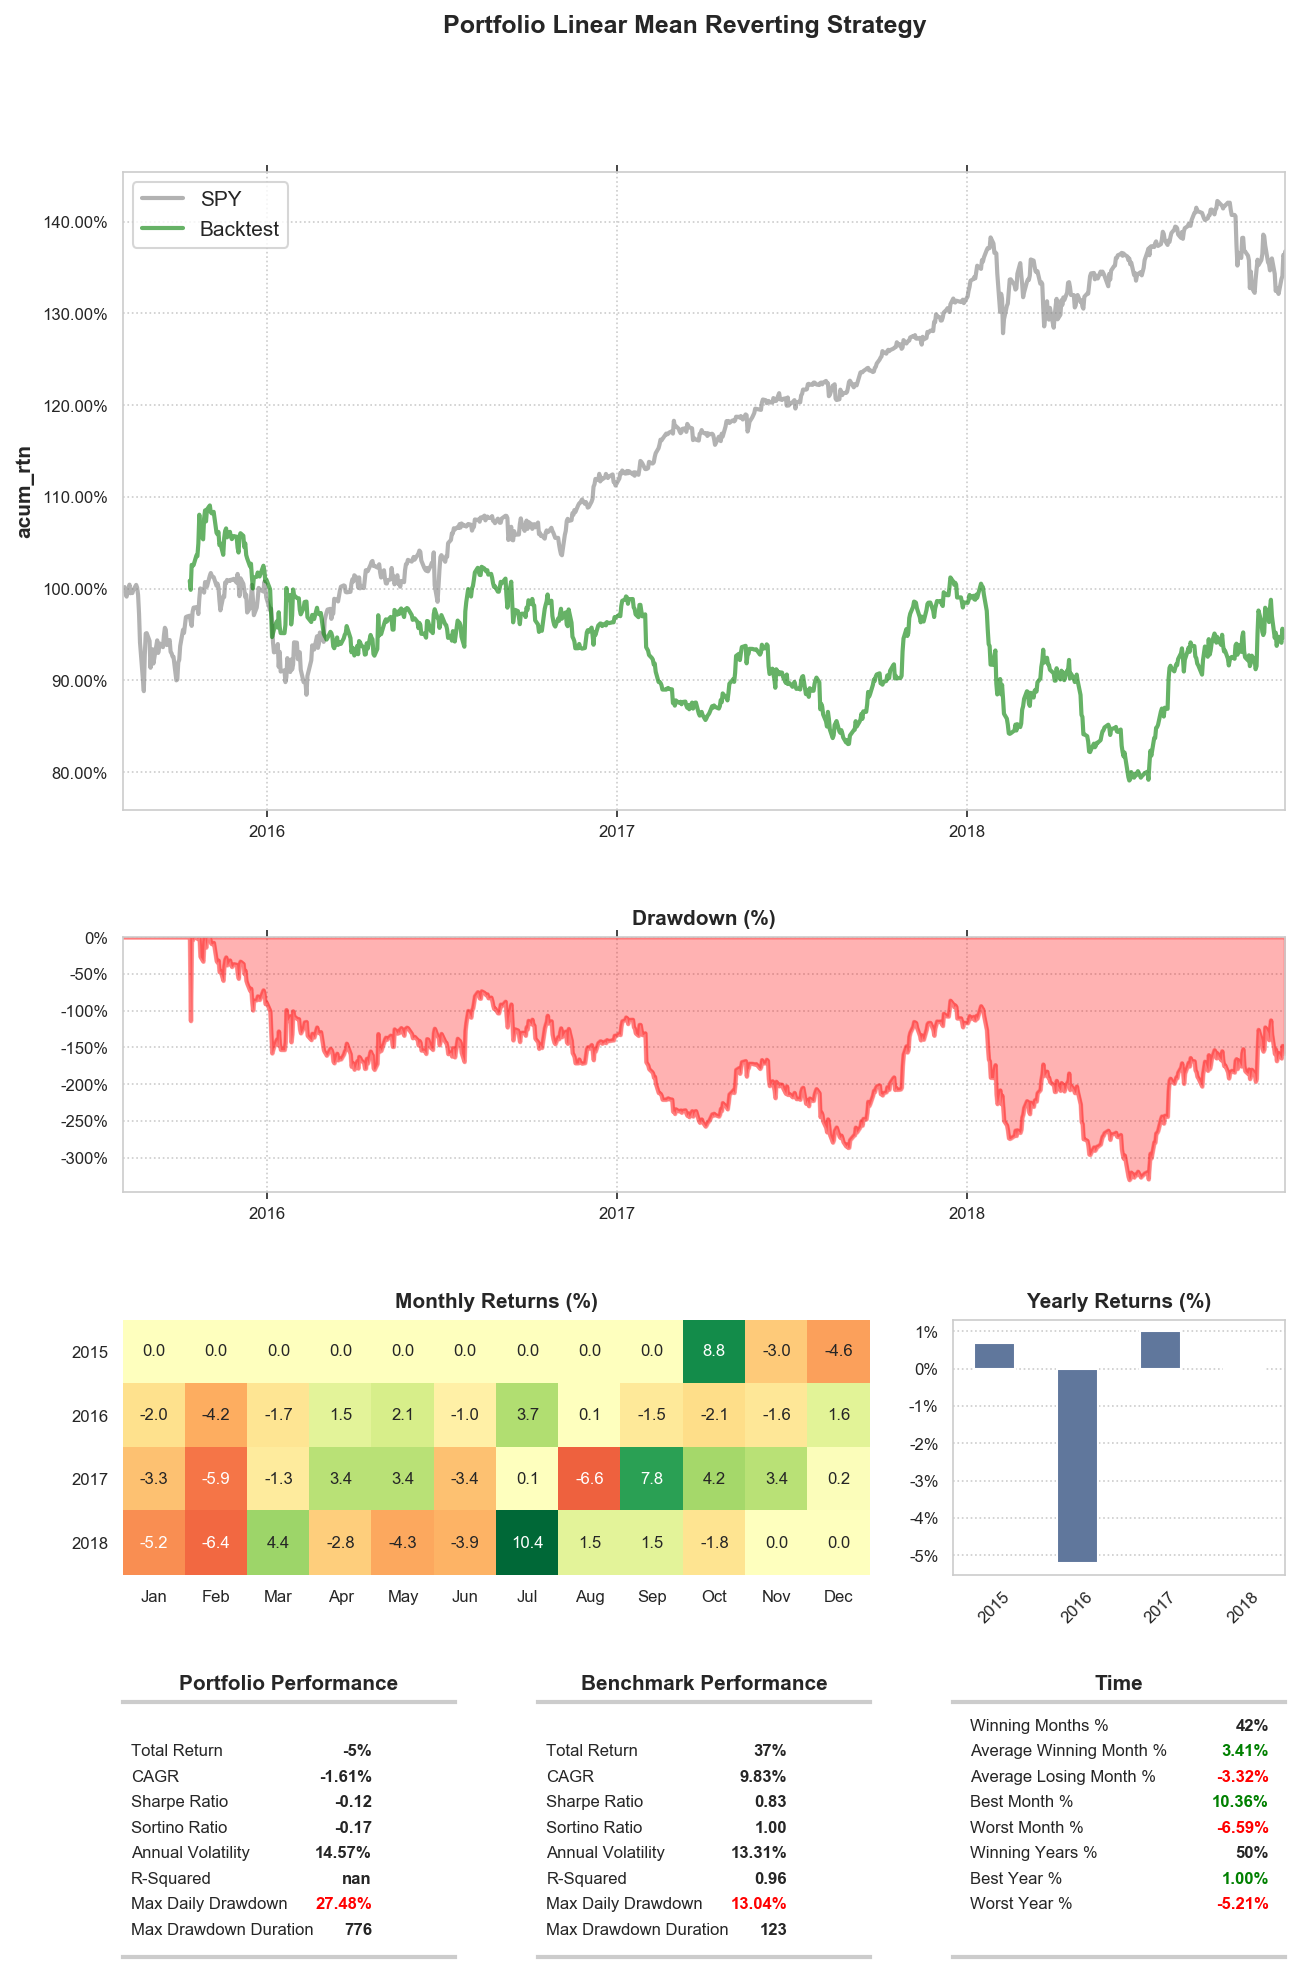 Portfolio Linear Mean Reverting Strategy
SPY
Backtest
140.00%
130.00%
120.00%
110.00%
100.00%
90.00%
80.00%
acum_rtn
2016 2017 2018
Drawdown (%)
0%
-50%
-100%
-150%
200%
-250%
-300%
2016 2017 2018
Monthly Returns (%)
2015 0.0 0.0 0.0 0.0 0.0 0.0 0.0 0.0 0.0 8.8 -3.0 -4.6
2016 -2.0 -4.2 -1.7 1.5 2.1 -1.0 3.7 0.1 -1.5 -2.1 -1.6 1.6
2017 -3.3 -5.9 -1.3 3.4 3.4 -3.4 0.1 -6.6 7.8 4.2 3.4 0.2
2018 -5.2 -6.4 4.4 -2.8 -4.3 -3.9 10.4 1.5 1.5 -1.8 0.0 0.0
Jan Feb Mar Apr May Jun Jul Aug Sep Oct Nov Dec
Yearly Returns (%)
1%
0%
-1%
-2%
-3%
-4%
-5%
2015 2016 2017 2018
Portfolio Performance
Total Return -5%
CAGR -1.61%
Sharpe Ratio -0.12
Sortino Ratio -0.17
Annual Volatility 14.57%
R-Squared nan
Max Daily Drawdown 27.48%
Max Drawdown Duration 776
Benchmark Performance
Total Return 37%
CAGR 9.83%
Sharpe Ratio 0.83
Sortino Ratio 1.00
Annual Volatility 13.31%
R-Squared 0.96
Max Daily Drawdown 13.04%
Max Drawdown Duration 123
Time
Winning Months % 42%
Average Winning Month % 3.41%
Average Losing Month % -3.32%
Best Month % 10.36%
Worst Month % -6.59%
Winning Years % 50%
Best Year % 1.00%
Worst Year % -5.21%